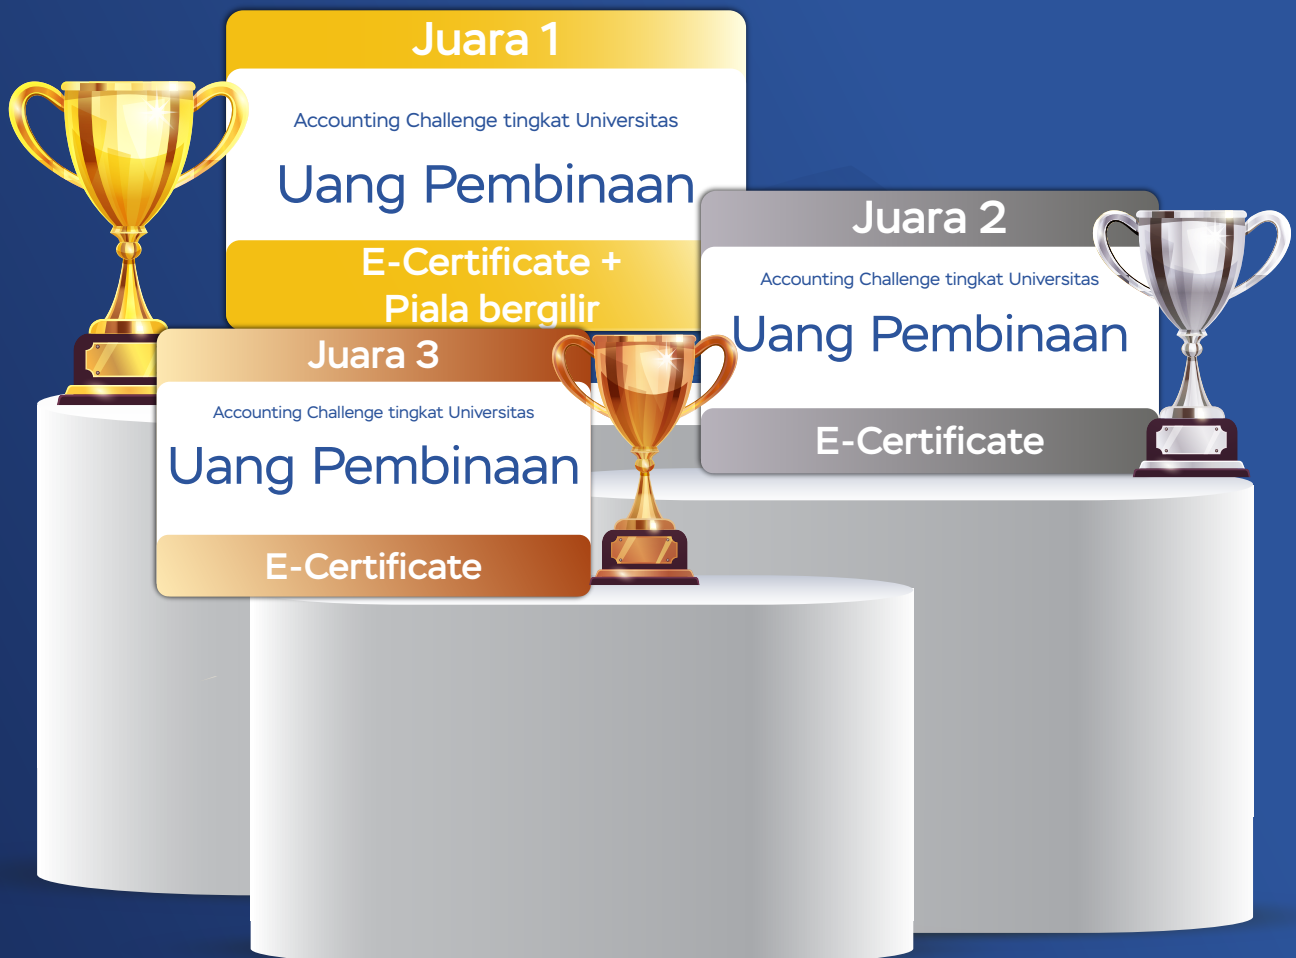 Juara 1
Accounting Challenge tingkat Universitas
Uang Pembinaan
E-Certificate +
Piala bergilir
Juara 2
Accounting Challenge tingkat Universitas
Uang Pembinaan
E-Certificate
Juara 3
Accounting Challenge tingkat Universitas
Uang Pembinaan
E-Certificate